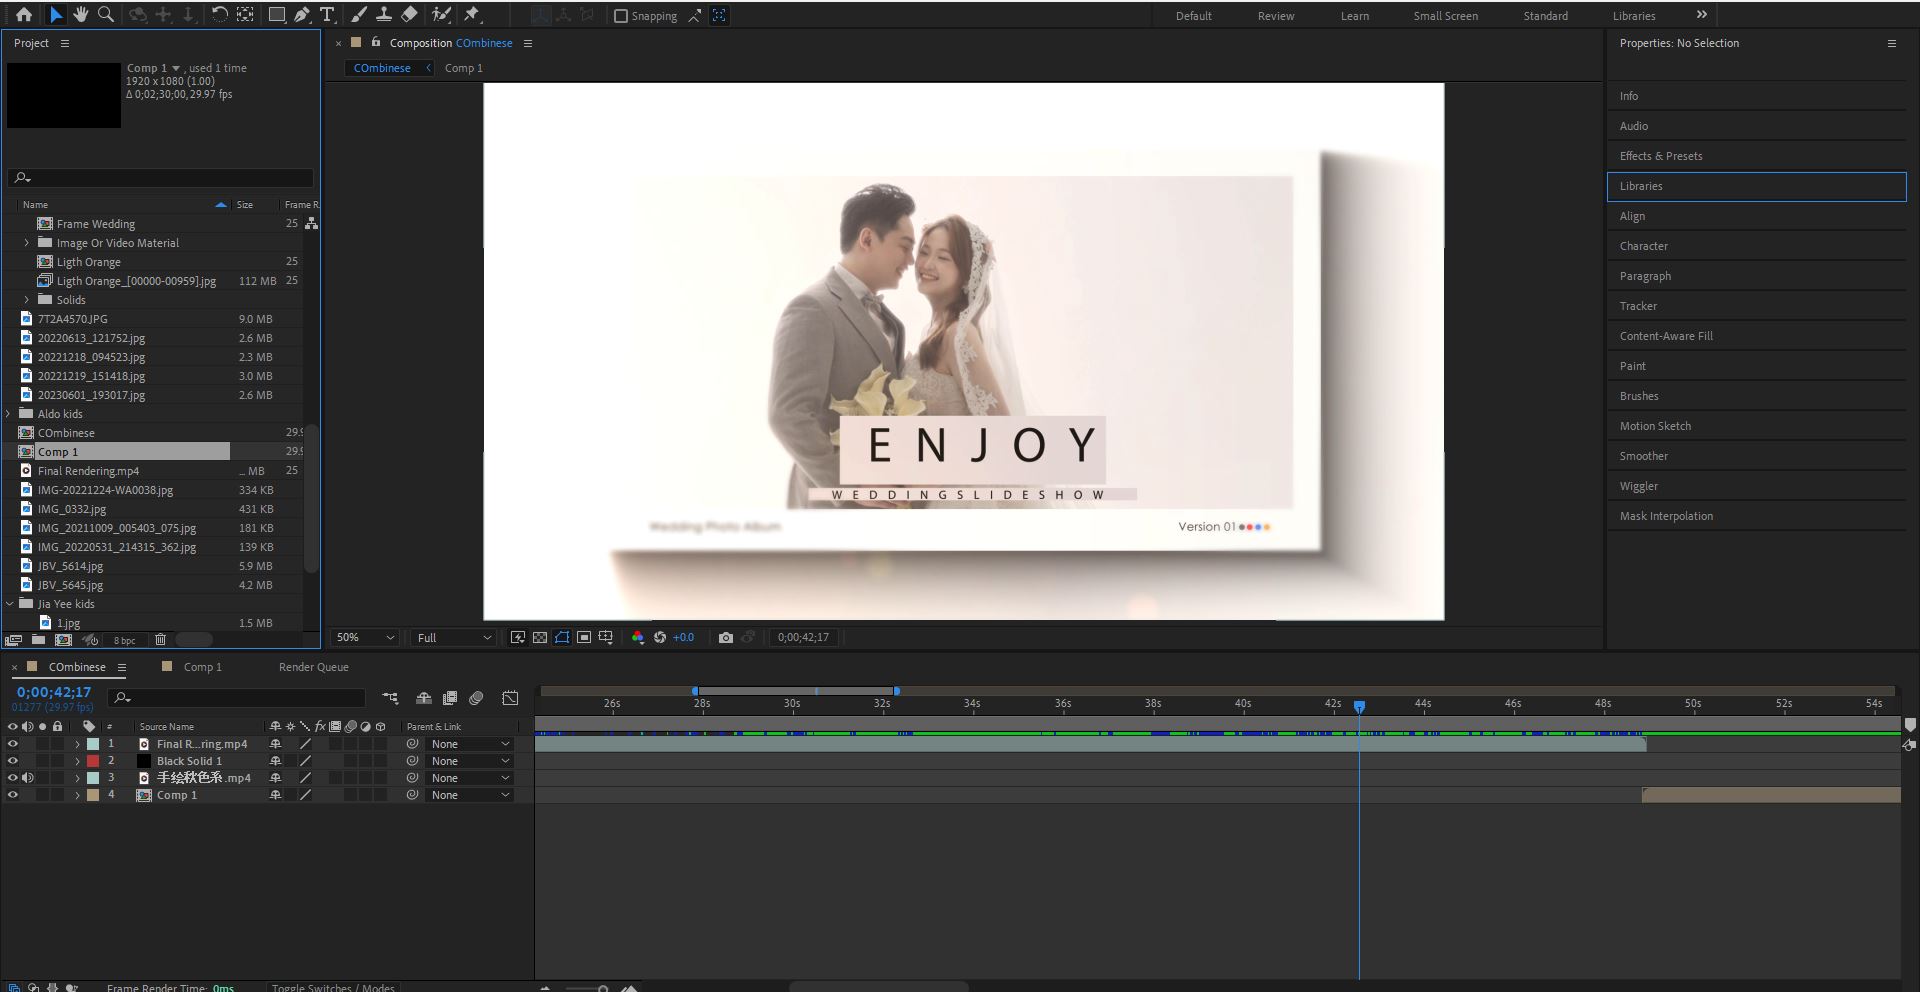 Snapping
Default
Review
Learn
Small Screen
Standard
Libraries
Project
Comp 1 , used 1 time
1920 x 1080 (1.00)
Δ 0;02;30;00, 29.97 fps
Name
Size
Frame R
Frame Wedding 25
Image Or Video Material
Ligth Orange 25
Ligth Orange_[00000-00959].jpg 112 MB 25
Solids
7T2A4570.JPG 9.0 MB
20220613_121752.jpg 2.6 MB
20221218_094523.jpg 2.3 MB
20221219_151418.jpg 3.0 MB
20230601_193017.jpg 2.6 MB
Aldo kids
COmbinese 29.9
Comp 1 29.9
Final Rendering.mp4 ... MB 25
IMG-20221224-WA0038.jpg 334 KB
IMG_0332.jpg 431 KB
IMG_20211009_005403_075.jpg 181 KB
IMG_20220531_214315_362.jpg 139 KB
JBV_5614.jpg 5.9 MB
JBV_5645.jpg 4.2 MB
Jia Yee kids
1.jpg 1.5 MB
8 bpc
Composition COmbinese
COmbinese
Comp 1
ENJOY
WEDDINGSLIDESHOW
Wedding Photo Album
Version 01
50%
Full
+0.0
0;00;42;17
Properties: No Selection
Info
Audio
Effects & Presets
Libraries
Align
Character
Paragraph
Tracker
Content-Aware Fill
Paint
Brushes
Motion Sketch
Smoother
Wiggler
Mask Interpolation
COmbinese
Comp 1
Render Queue
0;00;42;17
01277 (29.97 fps)
# Source Name
fx
Parent & Link
1 Final R...ring.mp4 None
2 Black Solid 1 None
3 手绘秋色系.mp4 None
4 Comp 1 None
26s 28s 30s 32s 34s 36s 38s 40s 42s 44s 46s 48s 50s 52s 54s
Frame Render Time: 0ms
Toggle Switches / Modes